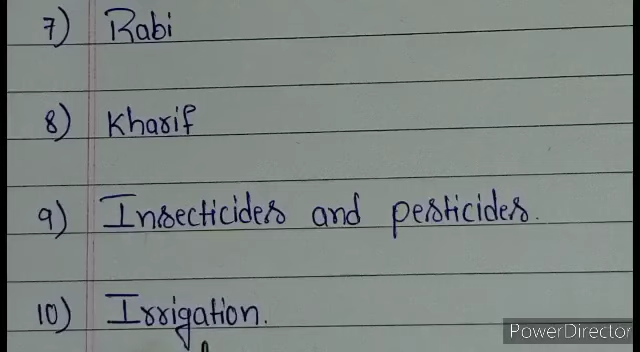 7) Rabi
8) Kharif
9) Insecticides and pesticides.
10) Irrigation.
PowerDirector